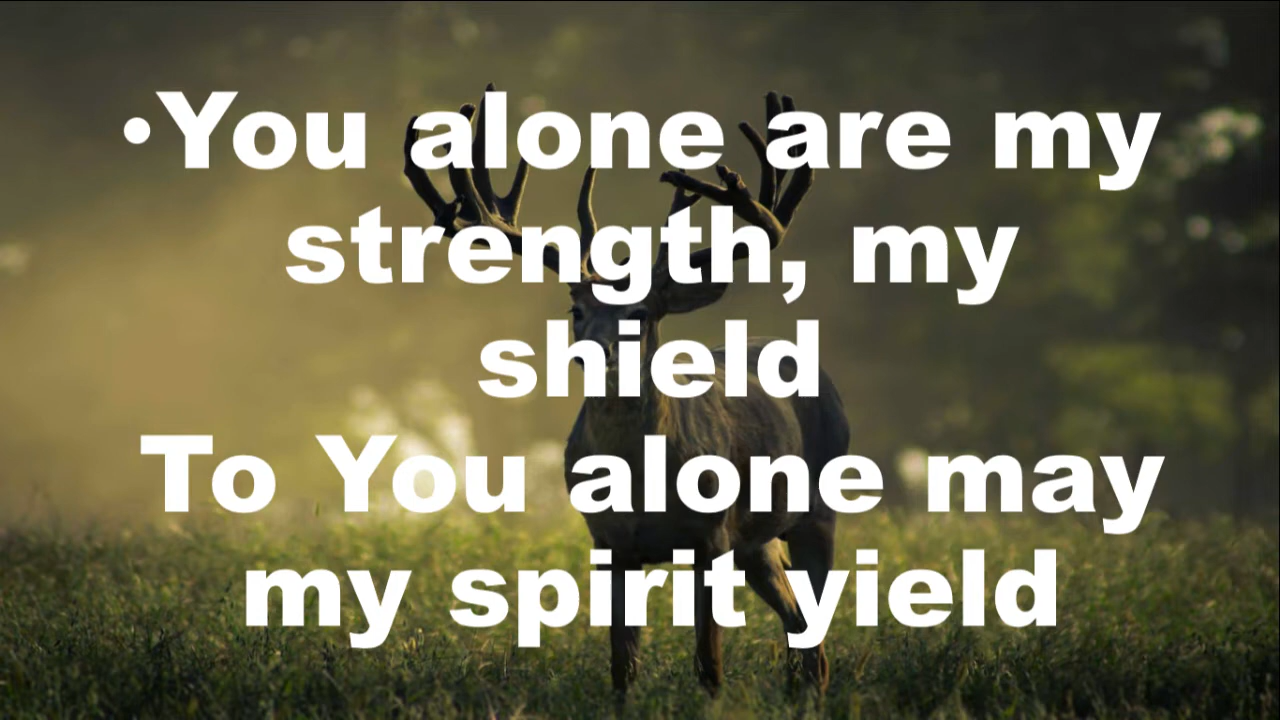 •You alone are my
strength, my
shield
To You alone may
my spirit yield